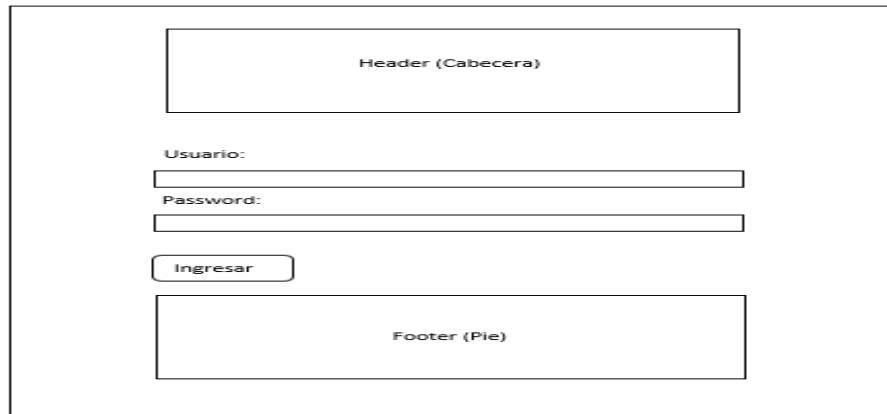 Header (Cabecera)
Usuario:
Password:
Ingresar
Footer (Pie)